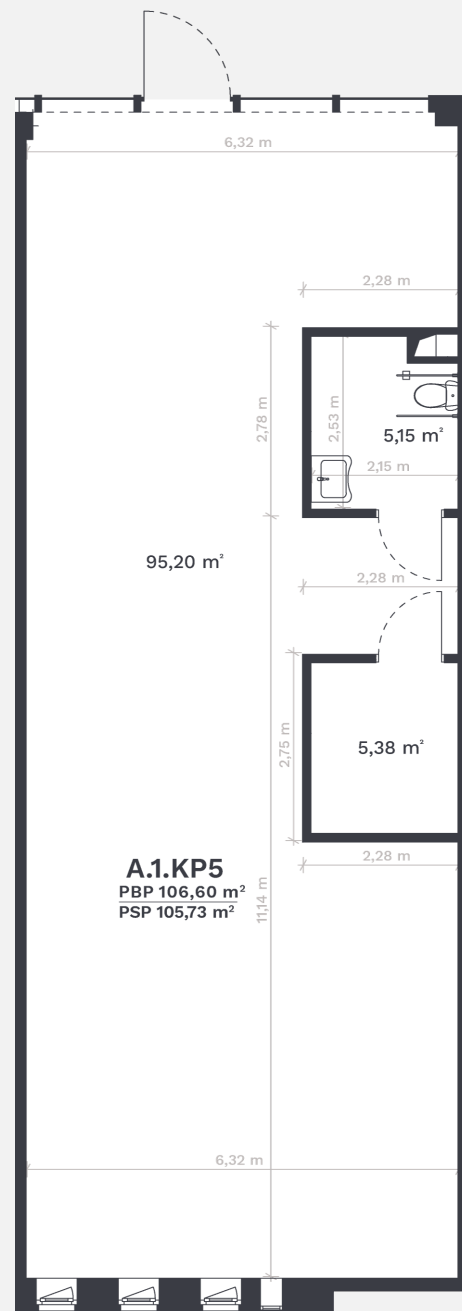 6,32 m
2,28 m
2,78 m
2,53 m
5,15 m²
2,15 m
95,20 m²
2,28 m
2,75 m
5,38 m²
A.1.KP5
PBP 106,60 m²
PSP 105,73 m²
2,28 m
11,14 m
6,32 m